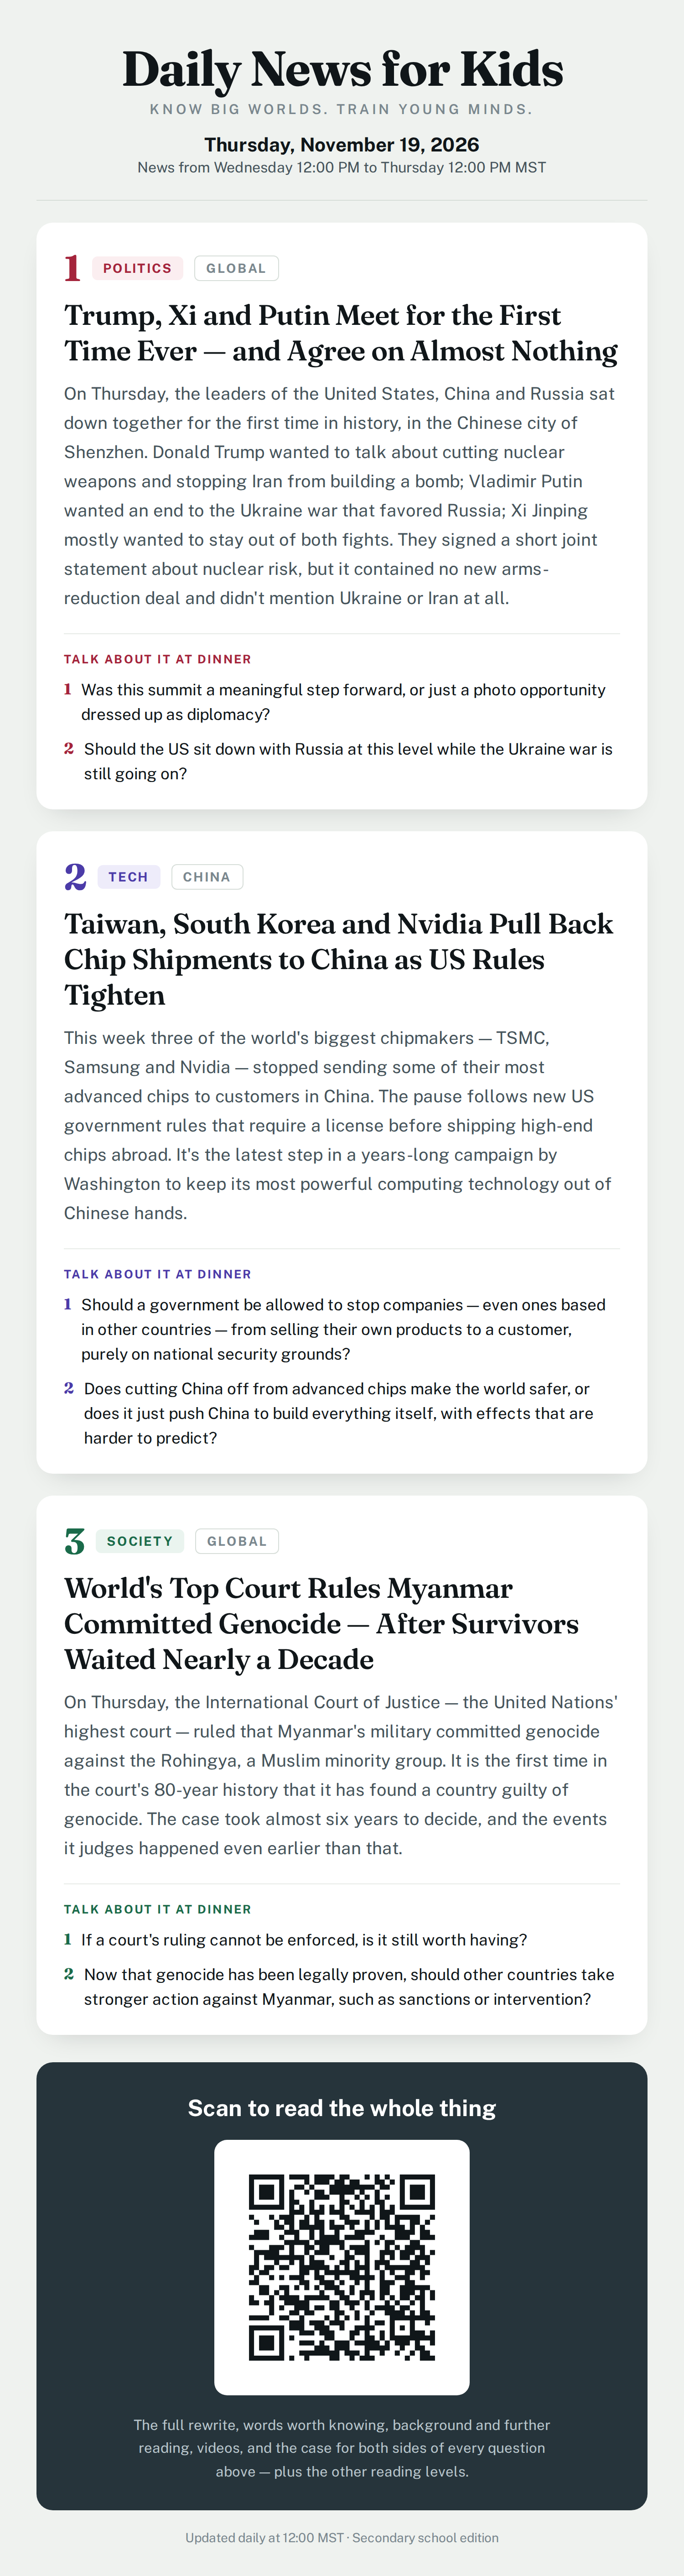 Daily News for Kids
KNOW BIG WORLDS. TRAIN YOUNG MINDS.
Thursday, November 19, 2026
News from Wednesday 12:00 PM to Thursday 12:00 PM MST
1 POLITICS GLOBAL
Trump, Xi and Putin Meet for the First
Time Ever — and Agree on Almost Nothing
On Thursday, the leaders of the United States, China and Russia sat
down together for the first time in history, in the Chinese city of
Shenzhen. Donald Trump wanted to talk about cutting nuclear
weapons and stopping Iran from building a bomb; Vladimir Putin
wanted an end to the Ukraine war that favored Russia; Xi Jinping
mostly wanted to stay out of both fights. They signed a short joint
statement about nuclear risk, but it contained no new arms-
reduction deal and didn't mention Ukraine or Iran at all.
TALK ABOUT IT AT DINNER
1 Was this summit a meaningful step forward, or just a photo opportunity
dressed up as diplomacy?
2 Should the US sit down with Russia at this level while the Ukraine war is
still going on?
2 TECH CHINA
Taiwan, South Korea and Nvidia Pull Back
Chip Shipments to China as US Rules
Tighten
This week three of the world's biggest chipmakers — TSMC,
Samsung and Nvidia — stopped sending some of their most
advanced chips to customers in China. The pause follows new US
government rules that require a license before shipping high-end
chips abroad. It's the latest step in a years-long campaign by
Washington to keep its most powerful computing technology out of
Chinese hands.
TALK ABOUT IT AT DINNER
1 Should a government be allowed to stop companies — even ones based
in other countries — from selling their own products to a customer,
purely on national security grounds?
2 Does cutting China off from advanced chips make the world safer, or
does it just push China to build everything itself, with effects that are
harder to predict?
3 SOCIETY GLOBAL
World's Top Court Rules Myanmar
Committed Genocide — After Survivors
Waited Nearly a Decade
On Thursday, the International Court of Justice — the United Nations'
highest court — ruled that Myanmar's military committed genocide
against the Rohingya, a Muslim minority group. It is the first time in
the court's 80-year history that it has found a country guilty of
genocide. The case took almost six years to decide, and the events
it judges happened even earlier than that.
TALK ABOUT IT AT DINNER
1 If a court's ruling cannot be enforced, is it still worth having?
2 Now that genocide has been legally proven, should other countries take
stronger action against Myanmar, such as sanctions or intervention?
Scan to read the whole thing
The full rewrite, words worth knowing, background and further
reading, videos, and the case for both sides of every question
above — plus the other reading levels.
Updated daily at 12:00 MST · Secondary school edition